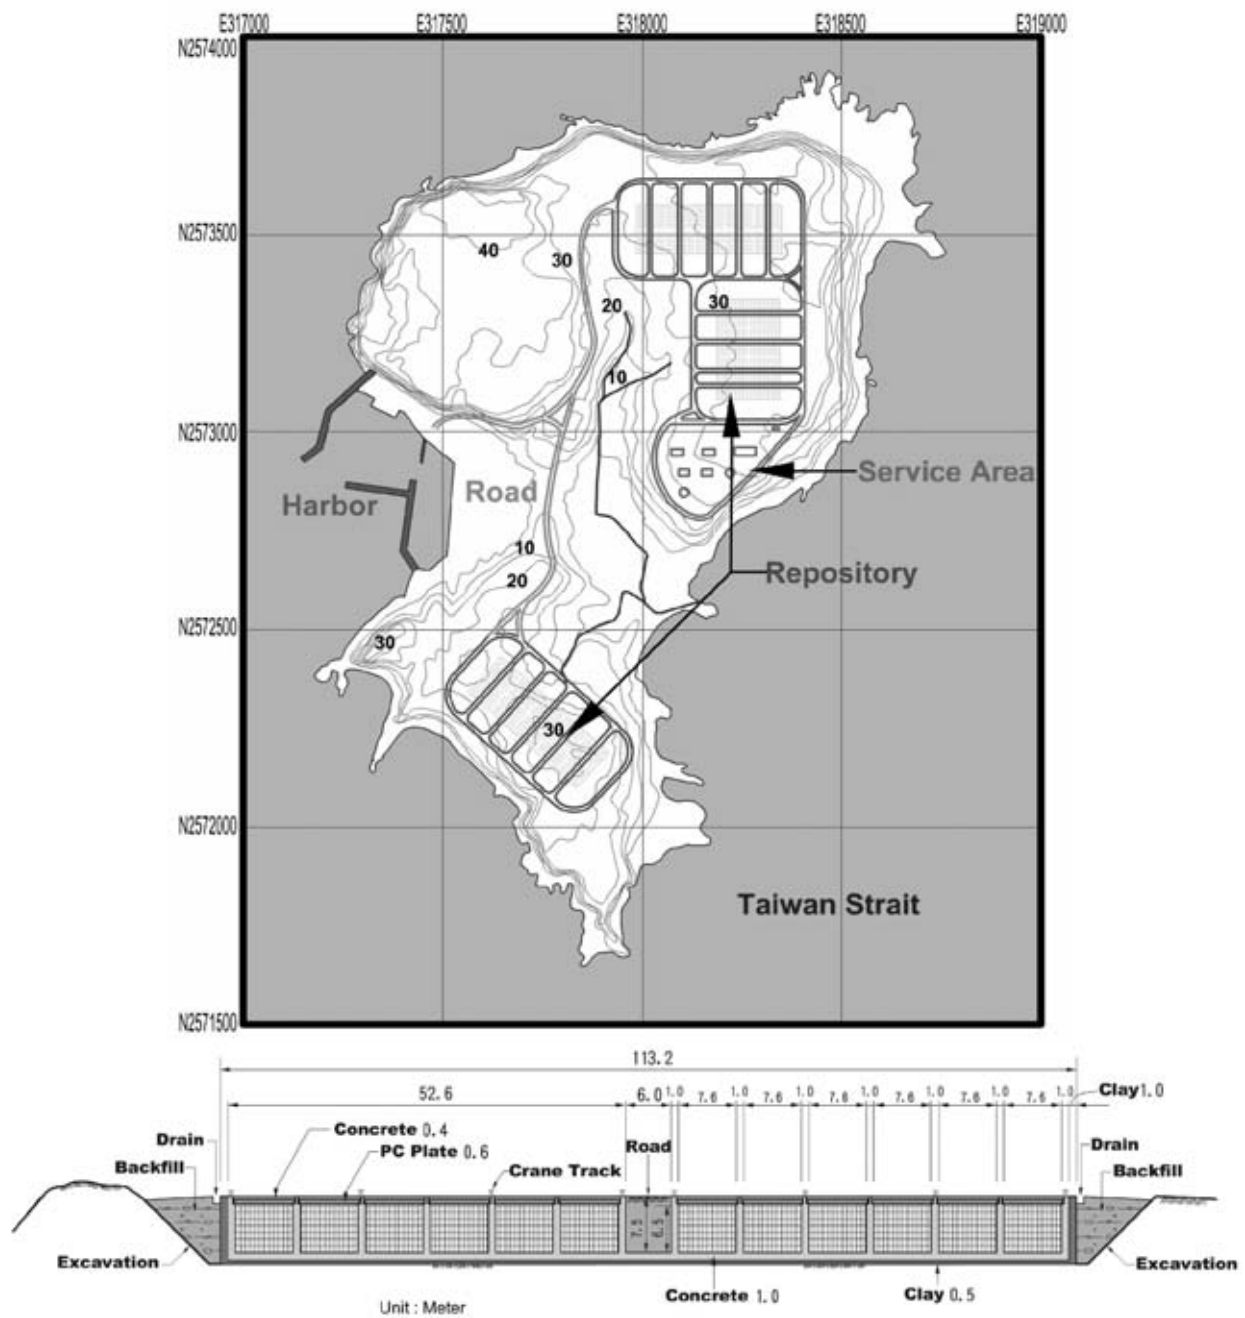 E317000 E317500 E318000 E318500 E319000
N2574000
N2573500
40
30
20
30
10
N2573000
Service Area
Harbor
Road
10
20
Repository
N2572500
30
30
N2572000
Taiwan Strait
N2571500
113.2
52.6 6.0 1.0 7.6 1.0 7.6 1.0 7.6 1.0 7.6 1.0 7.6 1.0 7.6 1.0 Clay 1.0
Concrete 0.4
Drain
PC Plate 0.6
Road
Drain
Backfill
Crane Track
Backfill
7.5 6.5
Excavation
Excavation
Concrete 1.0
Clay 0.5
Unit : Meter